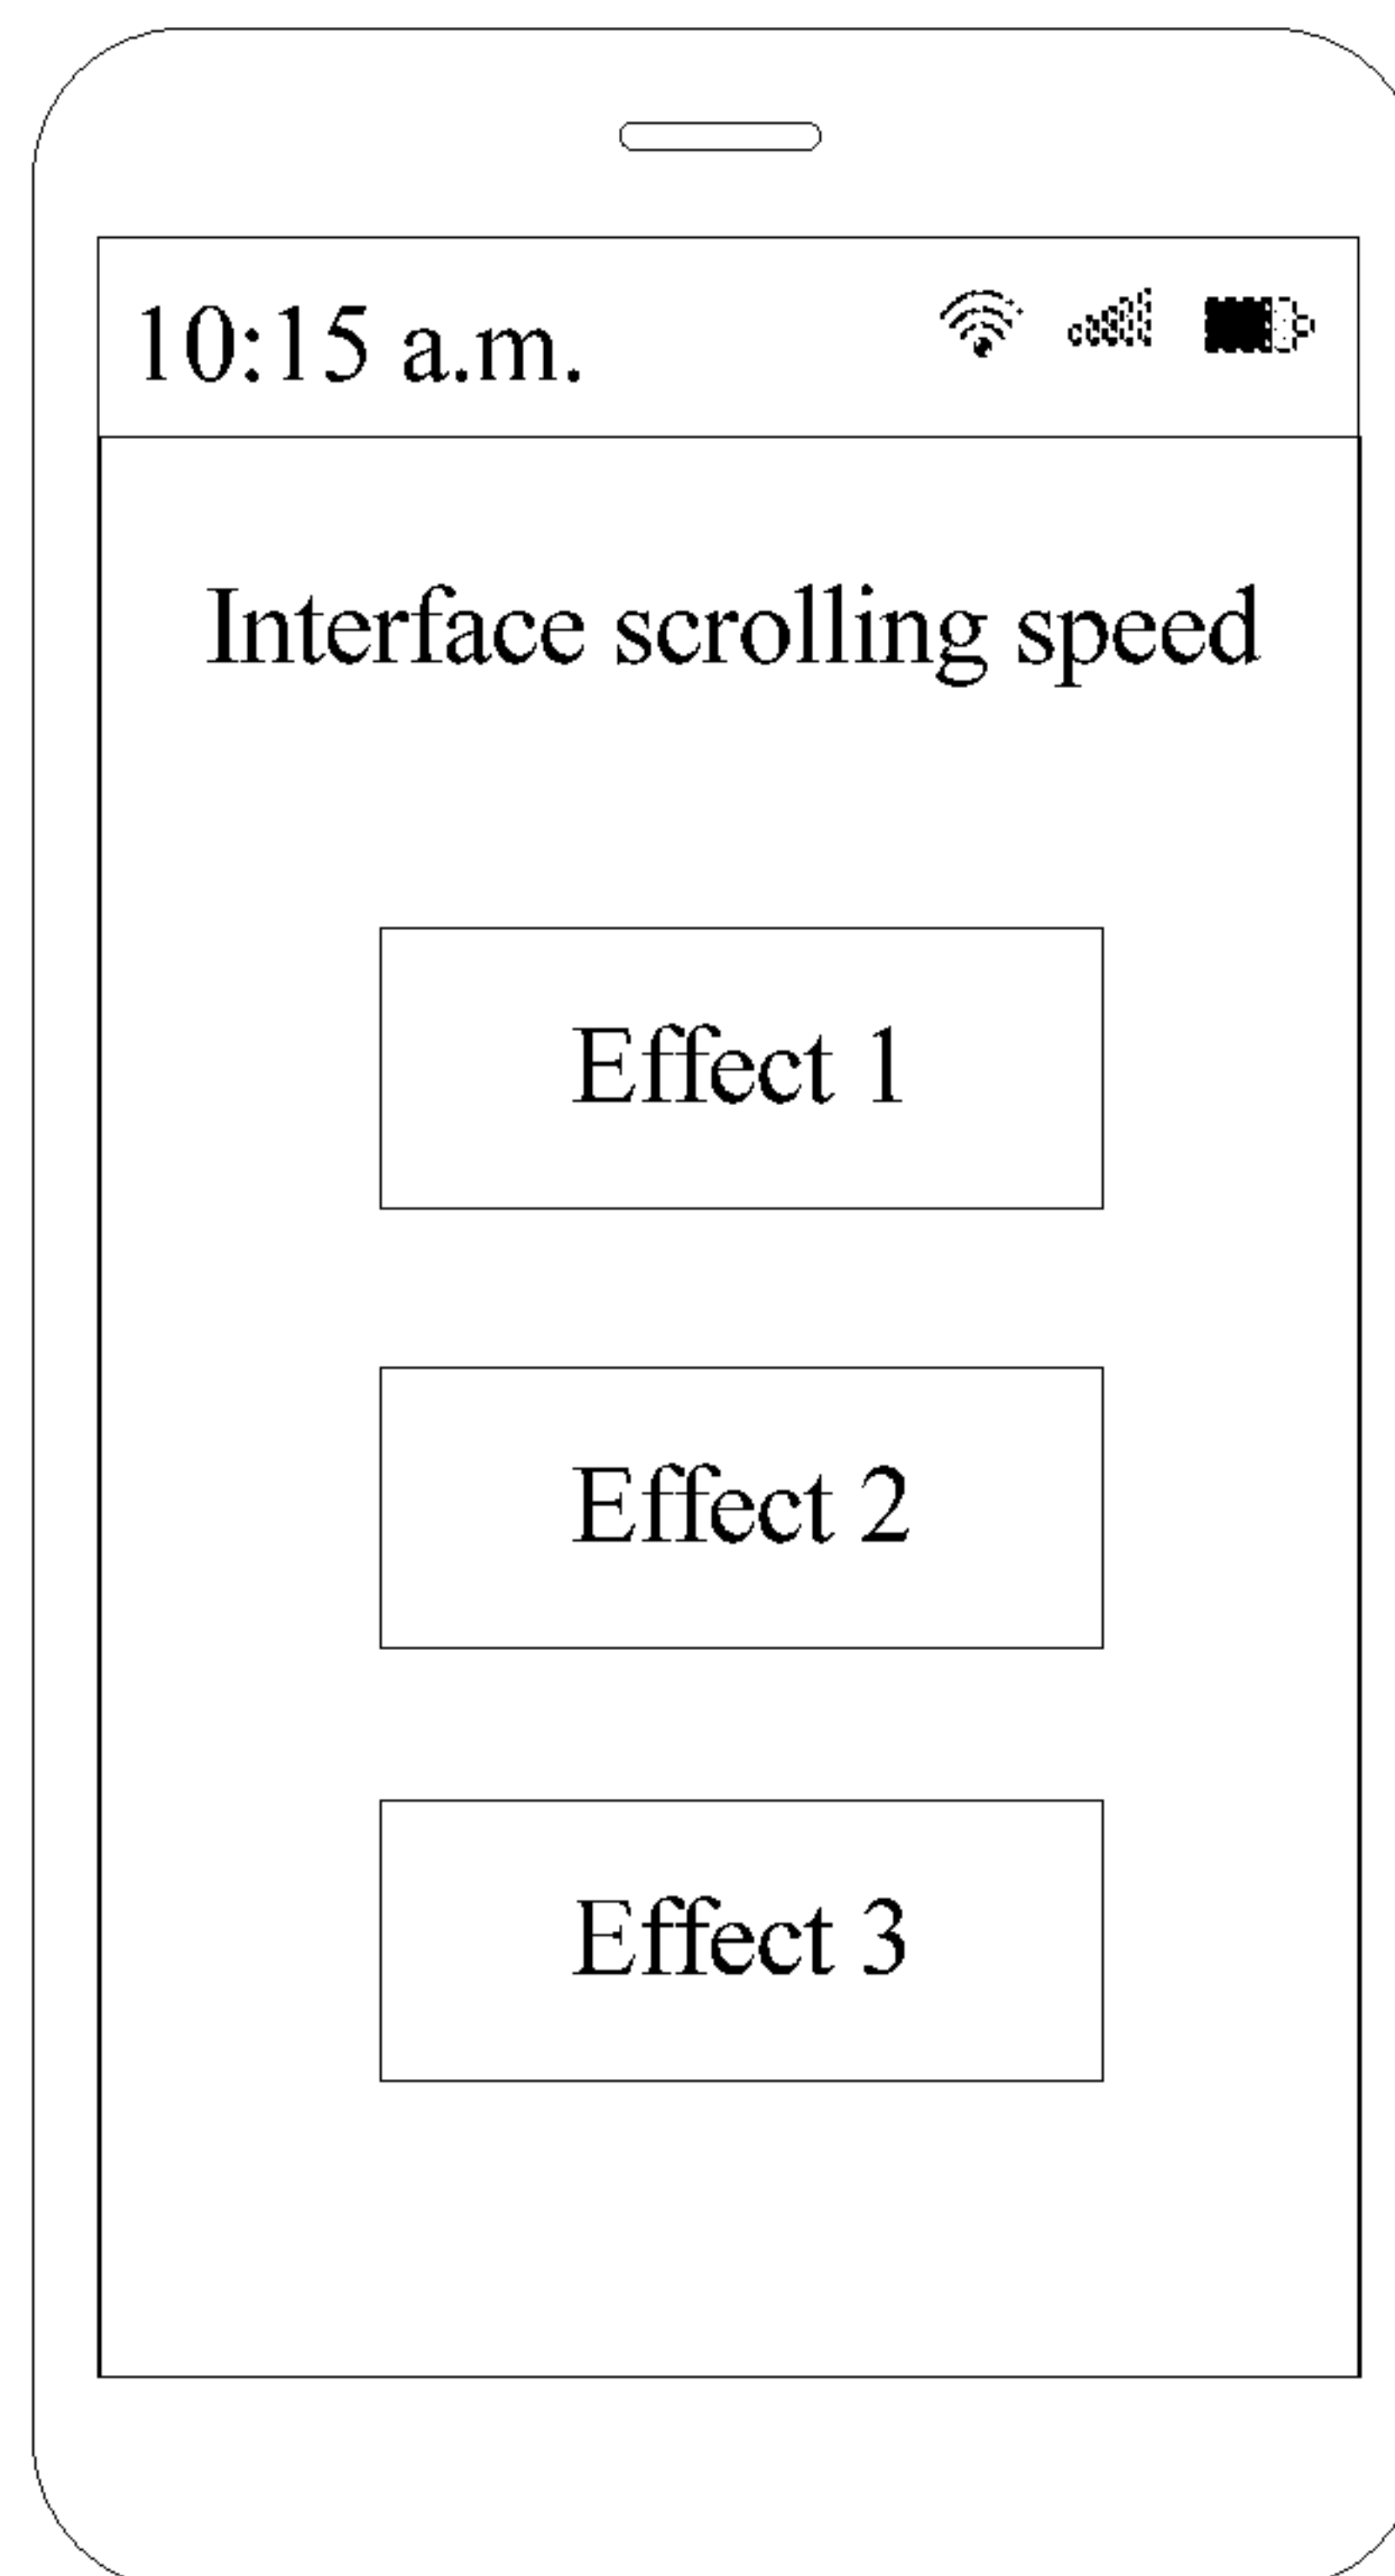 10:15 a.m.
Interface scrolling speed
Effect 1
Effect 2
Effect 3